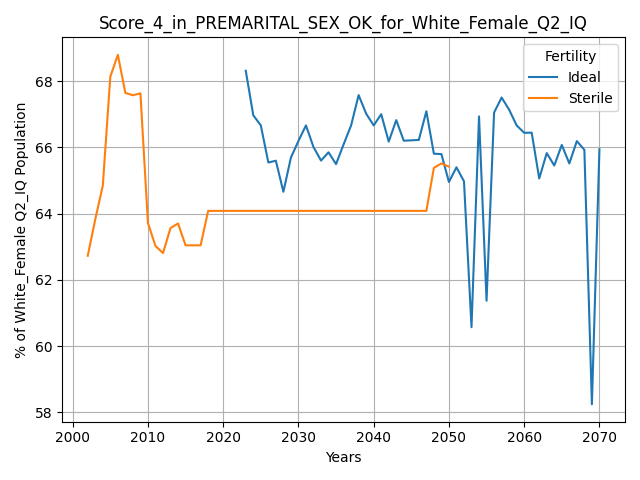 Score_4_in_PREMARITAL_SEX_OK_for_White_Female_Q2_IQ
Fertility
Ideal
Sterile
% of White_Female Q2_IQ Population
68
66
64
62
60
58
2000 2010 2020 2030 2040 2050 2060 2070
Years